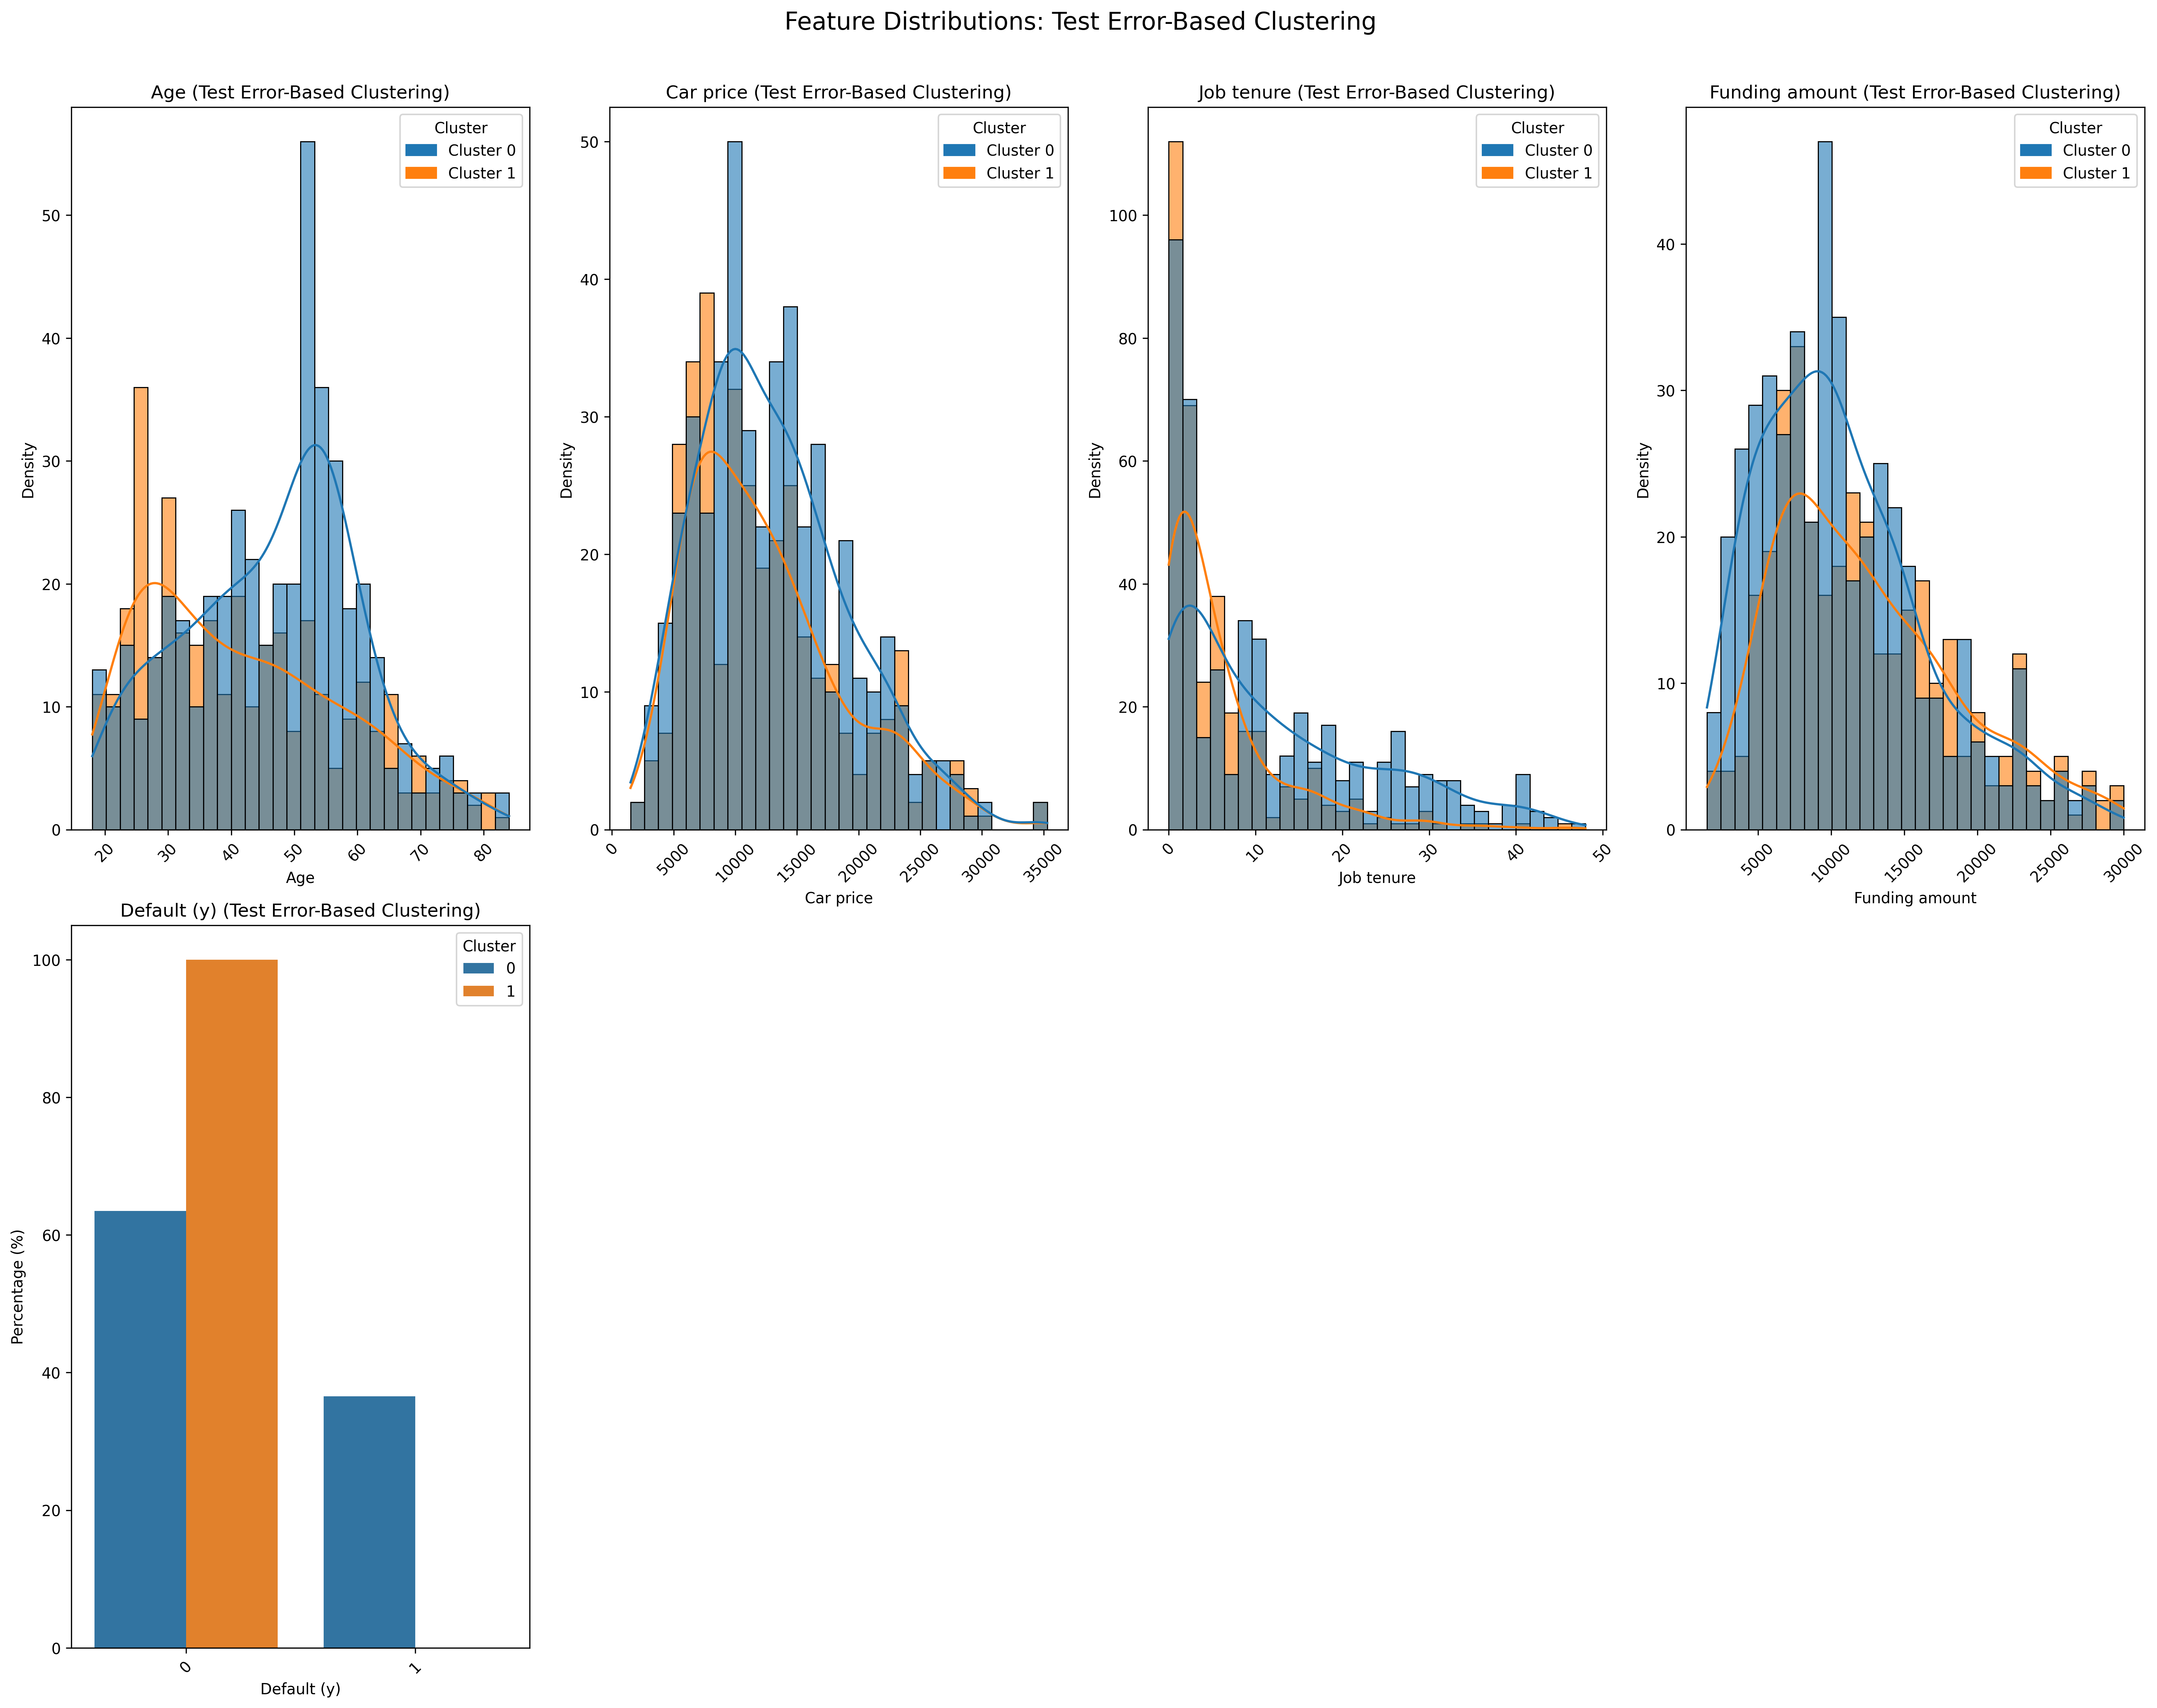 Feature Distributions: Test Error-Based Clustering
Age (Test Error-Based Clustering)
Cluster
Cluster 0
Cluster 1
Density
50
40
30
20
10
0
20
30
40
50
60
70
80
Age
Car price (Test Error-Based Clustering)
Cluster
Cluster 0
Cluster 1
Density
50
40
30
20
10
0
0
5000
10000
15000
20000
25000
30000
35000
Car price
Job tenure (Test Error-Based Clustering)
Cluster
Cluster 0
Cluster 1
Density
100
80
60
40
20
0
0
10
20
30
40
50
Job tenure
Funding amount (Test Error-Based Clustering)
Cluster
Cluster 0
Cluster 1
Density
40
30
20
10
0
5000
10000
15000
20000
25000
30000
Funding amount
Default (y) (Test Error-Based Clustering)
Cluster
0
1
Percentage (%)
100
80
60
40
20
0
0
1
Default (y)